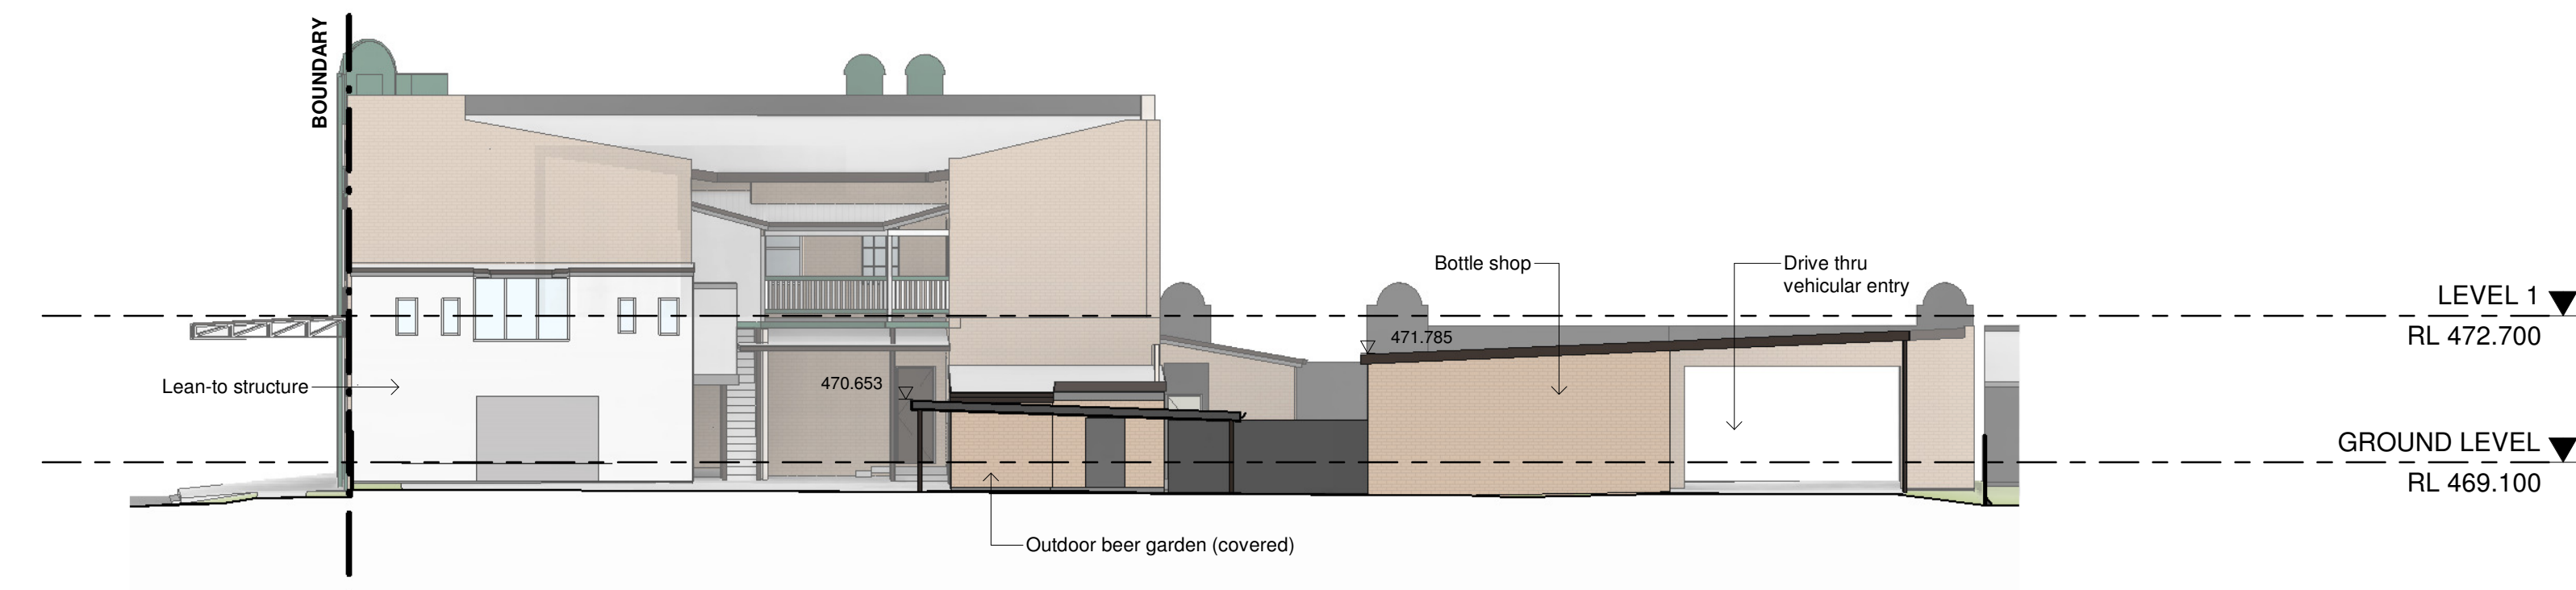 BOUNDARY
Bottle shop
Drive thru
vehicular entry
LEVEL 1
RL 472.700
471.785
470.653
Lean-to structure
GROUND LEVEL
RL 469.100
Outdoor beer garden (covered)